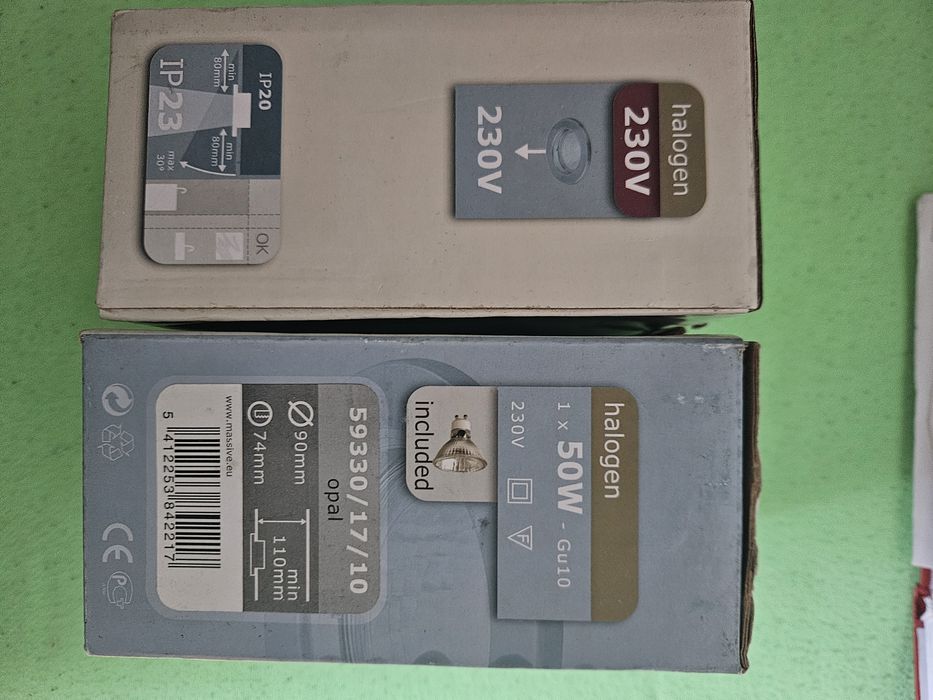 halogen
230V
230V
IP20
min
80mm
min
80mm
IP23
max
30°
OK
halogen
1 x 50W - Gu10
230V
F
included
59330/17/10
opal
Ø90mm
74mm
min
110mm
www.massive.eu
5 412253 842217
CE